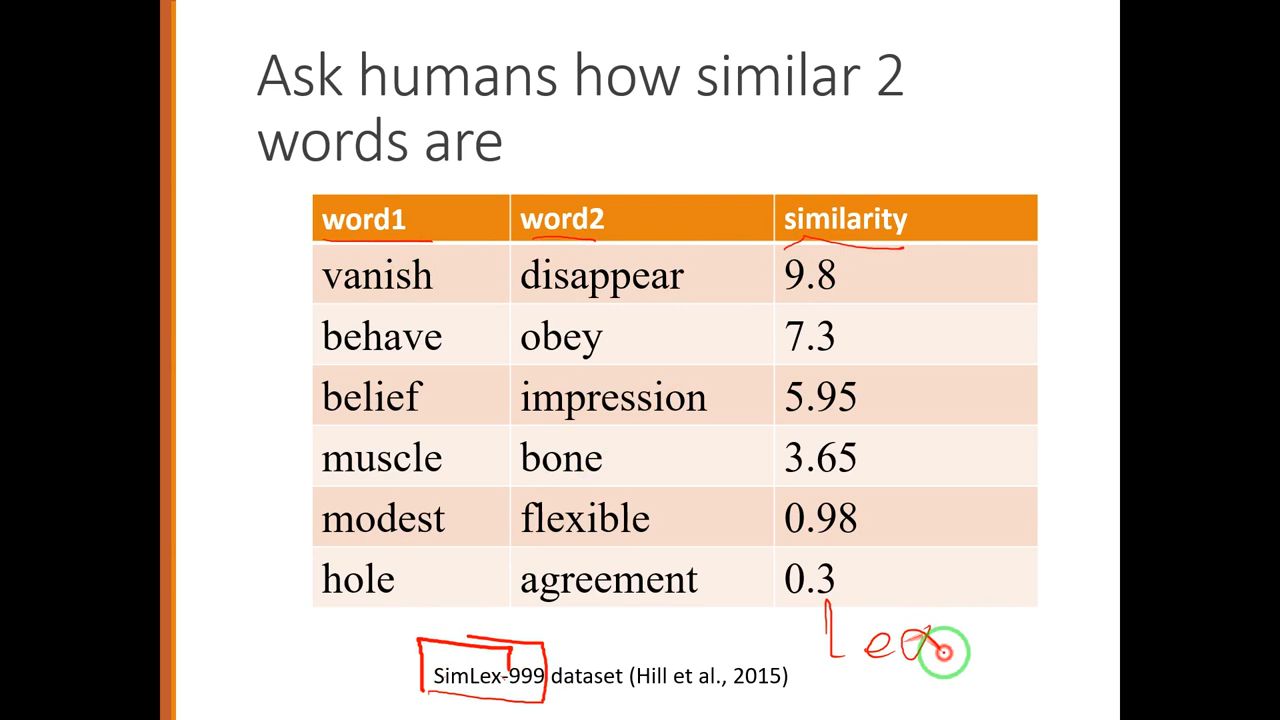 Ask humans how similar 2
words are
word1 word2 similarity
vanish disappear 9.8
behave obey 7.3
belief impression 5.95
muscle bone 3.65
modest flexible 0.98
hole agreement 0.3
Lea
SimLex-999 dataset (Hill et al., 2015)